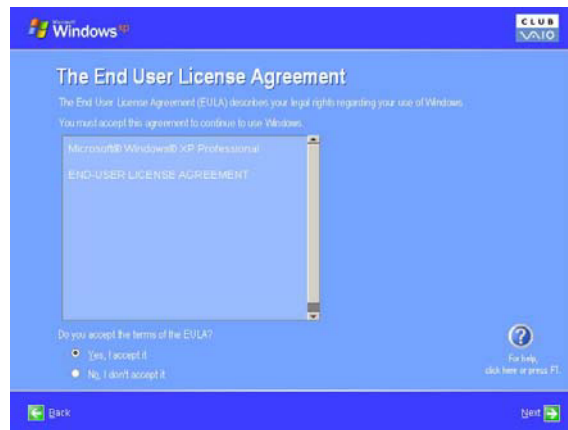 Microsoft
Windows xp
CLUB
VAIO
The End User License Agreement
The End User License Agreement (EULA) describes your legal rights regarding your use of Windows.
You must accept this agreement to continue to use Windows.
Microsoft® Windows® XP Professional
END-USER LICENSE AGREEMENT
Do you accept the terms of the EULA?
Yes, I accept it
No, I don't accept it
For help,
click here or press F1.
Back
Next